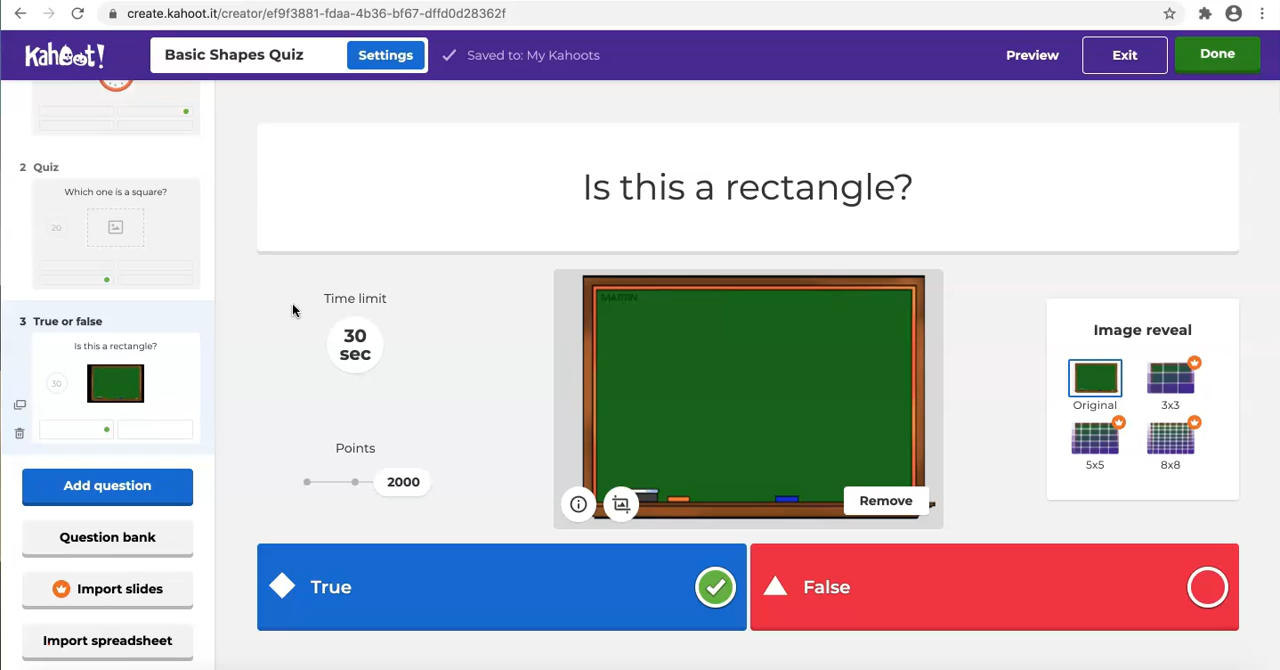 create.kahoot.it/creator/ef9f3881-fdaa-4b36-bf67-dffd0d28362f
Kahoot!
Basic Shapes Quiz
Settings
Saved to: My Kahoots
Preview
Exit
Done
2 Quiz
Which one is a square?
20
3 True or false
Is this a rectangle?
30
Add question
Question bank
Import slides
Import spreadsheet
Is this a rectangle?
Time limit
30
sec
Points
2000
MARTIN
Remove
Image reveal
Original
3x3
5x5
8x8
True
False